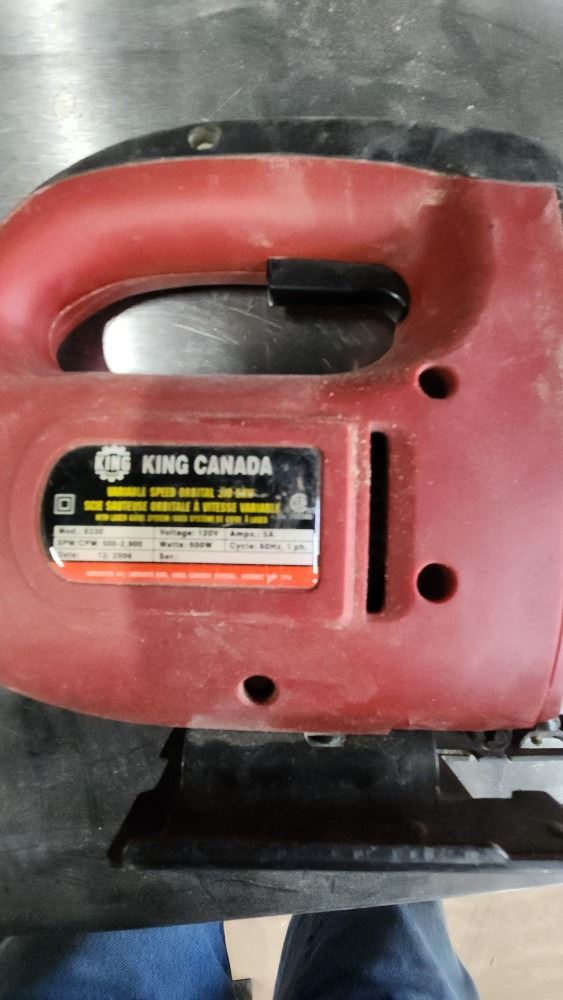 KING
KING CANADA
VARIABLE SPEED ORBITAL JIG SAW
SCIE SAUTEUSE ORBITALE À VITESSE VARIABLE
Voltage: 120V Amps.: 5A
SPM/CPM: 500-2,900 Watts: 600W Cycle: 60Hz, 1 ph.
Date: 12/2004 Ser.: